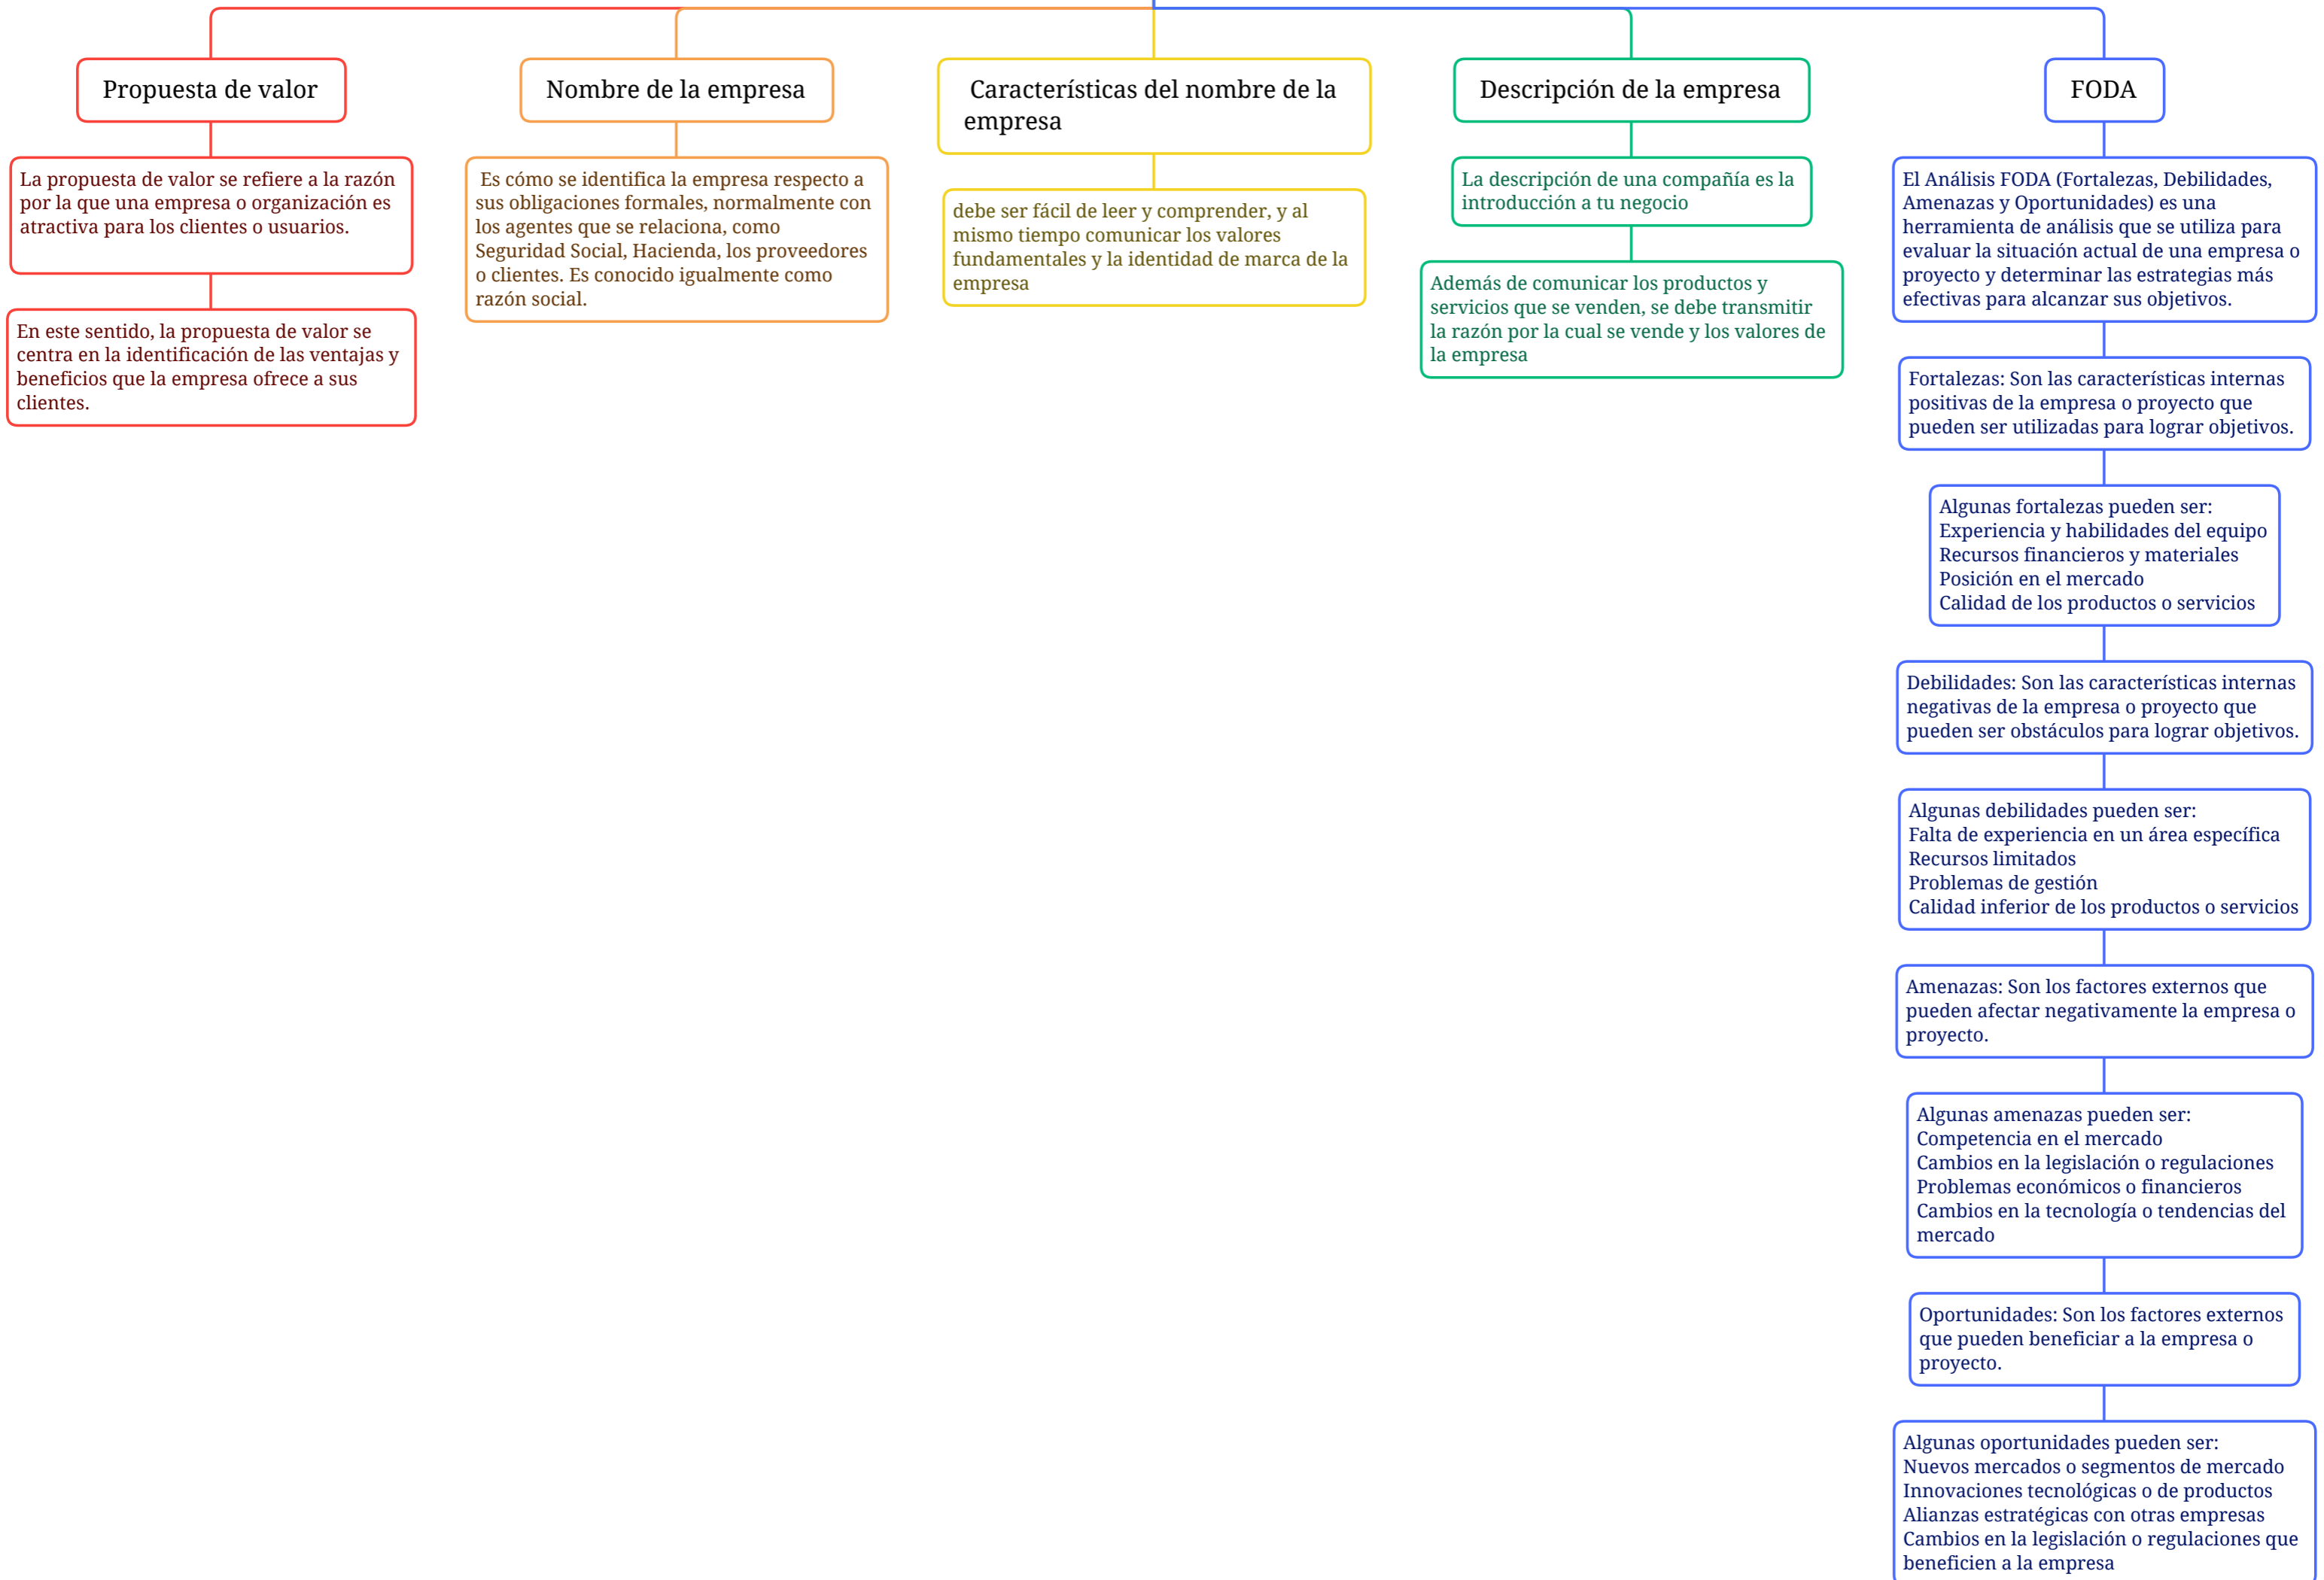 Propuesta de valor
La propuesta de valor se refiere a la razón
por la que una empresa o organización es
atractiva para los clientes o usuarios.
En este sentido, la propuesta de valor se
centra en la identificación de las ventajas y
beneficios que la empresa ofrece a sus
clientes.
Nombre de la empresa
Es cómo se identifica la empresa respecto a
sus obligaciones formales, normalmente con
los agentes que se relaciona, como
Seguridad Social, Hacienda, los proveedores
o clientes. Es conocido igualmente como
razón social.
Características del nombre de la
empresa
debe ser fácil de leer y comprender, y al
mismo tiempo comunicar los valores
fundamentales y la identidad de marca de la
empresa
Descripción de la empresa
La descripción de una compañía es la
introducción a tu negocio
Además de comunicar los productos y
servicios que se venden, se debe transmitir
la razón por la cual se vende y los valores de
la empresa
FODA
El Análisis FODA (Fortalezas, Debilidades,
Amenazas y Oportunidades) es una
herramienta de análisis que se utiliza para
evaluar la situación actual de una empresa o
proyecto y determinar las estrategias más
efectivas para alcanzar sus objetivos.
Fortalezas: Son las características internas
positivas de la empresa o proyecto que
pueden ser utilizadas para lograr objetivos.
Algunas fortalezas pueden ser:
Experiencia y habilidades del equipo
Recursos financieros y materiales
Posición en el mercado
Calidad de los productos o servicios
Debilidades: Son las características internas
negativas de la empresa o proyecto que
pueden ser obstáculos para lograr objetivos.
Algunas debilidades pueden ser:
Falta de experiencia en un área específica
Recursos limitados
Problemas de gestión
Calidad inferior de los productos o servicios
Amenazas: Son los factores externos que
pueden afectar negativamente la empresa o
proyecto.
Algunas amenazas pueden ser:
Competencia en el mercado
Cambios en la legislación o regulaciones
Problemas económicos o financieros
Cambios en la tecnología o tendencias del
mercado
Oportunidades: Son los factores externos
que pueden beneficiar a la empresa o
proyecto.
Algunas oportunidades pueden ser:
Nuevos mercados o segmentos de mercado
Innovaciones tecnológicas o de productos
Alianzas estratégicas con otras empresas
Cambios en la legislación o regulaciones que
beneficien a la empresa